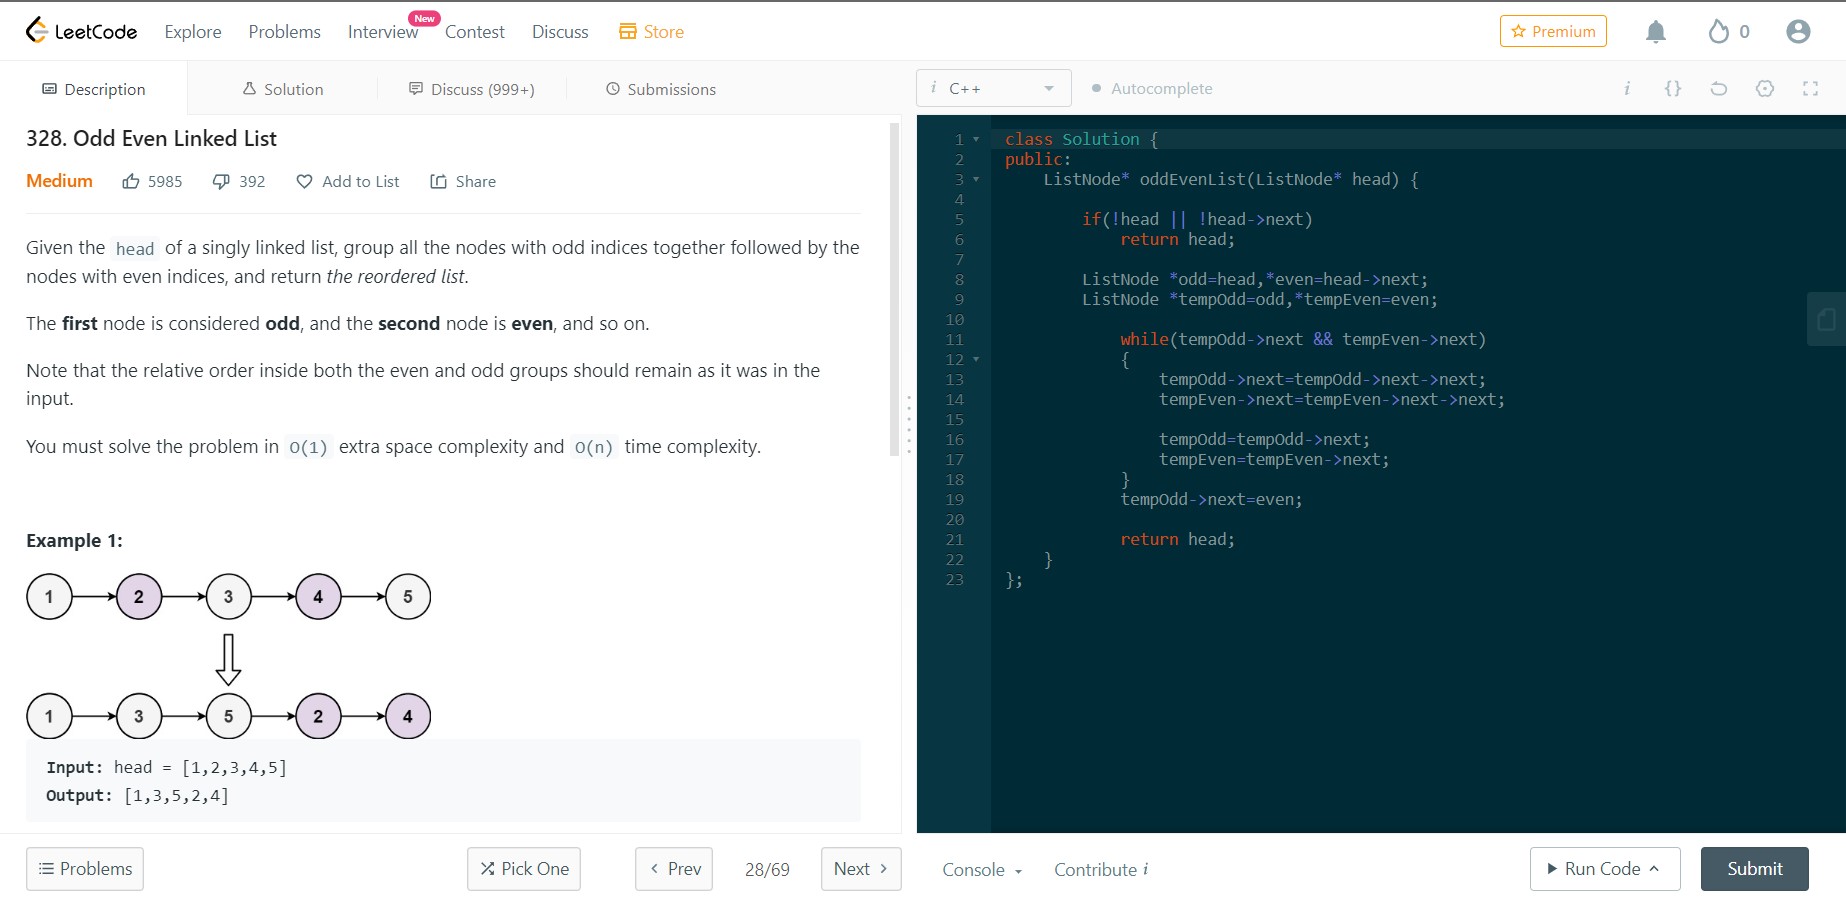 LeetCode Explore Problems Interview New Contest Discuss Store Premium 0
Description Solution Discuss (999+) Submissions i C++ Autocomplete i {}
328. Odd Even Linked List
Medium 5985 392 Add to List Share
Given the head of a singly linked list, group all the nodes with odd indices together followed by the
nodes with even indices, and return the reordered list.
The first node is considered odd, and the second node is even, and so on.
Note that the relative order inside both the even and odd groups should remain as it was in the
input.
You must solve the problem in O(1) extra space complexity and O(n) time complexity.
Example 1:
1 2 3 4 5
1 3 5 2 4
Input: head = [1,2,3,4,5]
Output: [1,3,5,2,4]
1 class Solution {
2 public:
3 ListNode* oddEvenList(ListNode* head) {
4
5 if(!head || !head->next)
6 return head;
7
8 ListNode *odd=head,*even=head->next;
9 ListNode *tempOdd=odd,*tempEven=even;
10
11 while(tempOdd->next && tempEven->next)
12 {
13 tempOdd->next=tempOdd->next->next;
14 tempEven->next=tempEven->next->next;
15
16 tempOdd=tempOdd->next;
17 tempEven=tempEven->next;
18 }
19 tempOdd->next=even;
20
21 return head;
22 }
23 };
Problems Pick One Prev 28/69 Next Console Contribute i Run Code Submit